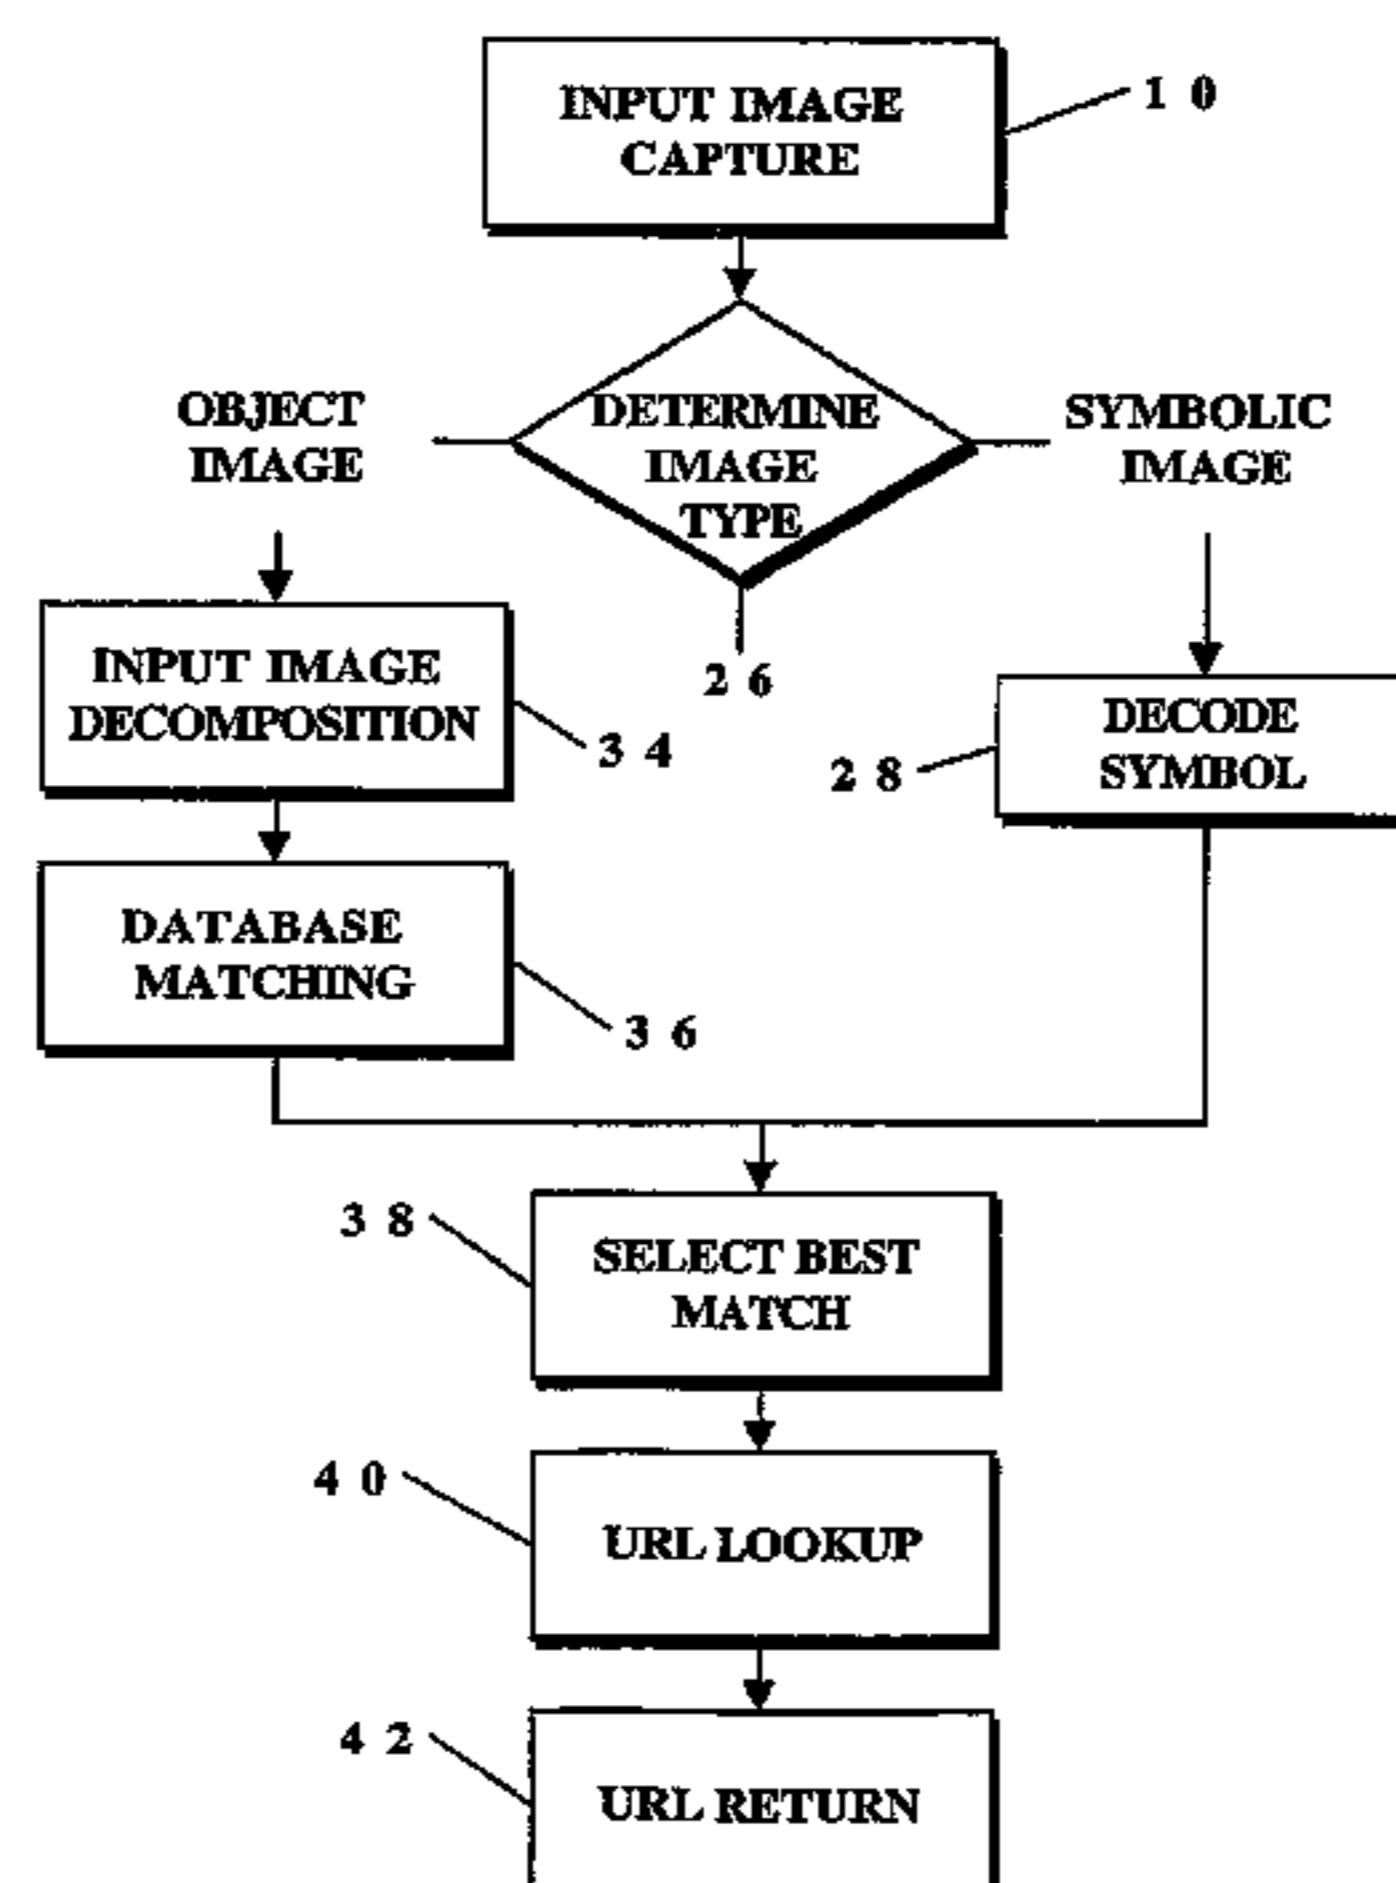 INPUT IMAGE
CAPTURE
1 0
OBJECT
IMAGE
DETERMINE
IMAGE
TYPE
SYMBOLIC
IMAGE
2 6
INPUT IMAGE
DECOMPOSITION
3 4
2 8
DECODE
SYMBOL
DATABASE
MATCHING
3 6
3 8
SELECT BEST
MATCH
4 0
URL LOOKUP
4 2
URL RETURN